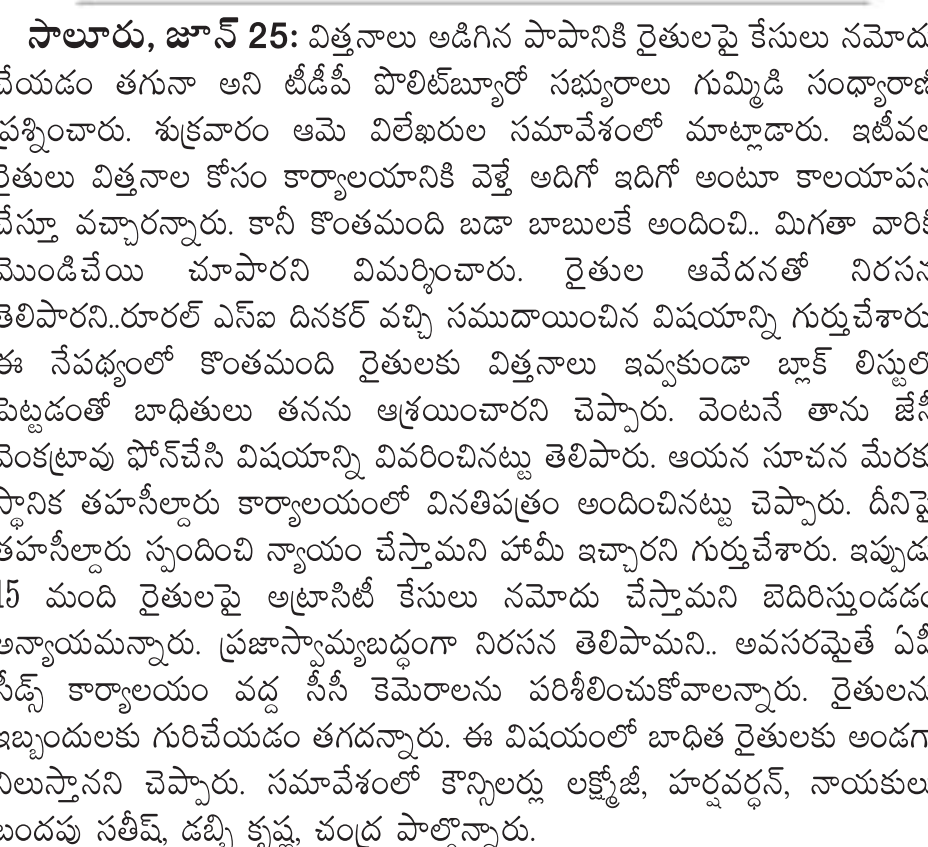 సాలూరు, జూన్ 25: విత్తనాలు అడిగిన పాపానికి రైతులపై కేసులు నమోదు
చేయడం తగునా అని టీడీపీ పొలిట్‌బ్యూరో సభ్యురాలు గుమ్మిడి సంధ్యారాణి
ప్రశ్నించారు. శుక్రవారం ఆమె విలేఖరుల సమావేశంలో మాట్లాడారు. ఇటీవల
రైతులు విత్తనాల కోసం కార్యాలయానికి వెళ్తే అదిగో ఇదిగో అంటూ కాలయాపన
చేస్తూ వచ్చారన్నారు. కానీ కొంతమంది బడా బాబులకే అందించి.. మిగతా వారికి
మొండిచేయి చూపారని విమర్శించారు. రైతుల ఆవేదనతో నిరసన
తెలిపారని..రూరల్ ఎస్ఐ దినకర్ వచ్చి సముదాయించిన విషయాన్ని గుర్తుచేశారు
ఈ నేపథ్యంలో కొంతమంది రైతులకు విత్తనాలు ఇవ్వకుండా బ్లాక్ లిస్టులో
పెట్టడంతో బాధితులు తనను ఆశ్రయించారని చెప్పారు. వెంటనే తాను జేసీ
వెంకట్రావు ఫోన్‌చేసి విషయాన్ని వివరించినట్టు తెలిపారు. ఆయన సూచన మేరకు
స్థానిక తహసీల్దారు కార్యాలయంలో వినతిపత్రం అందించినట్టు చెప్పారు. దీనిపై
తహసీల్దారు స్పందించి న్యాయం చేస్తామని హామీ ఇచ్చారని గుర్తుచేశారు. ఇప్పుడు
15 మంది రైతులపై అట్రాసిటీ కేసులు నమోదు చేస్తామని బెదిరిస్తుండడం
అన్యాయమన్నారు. ప్రజాస్వామ్యబద్ధంగా నిరసన తెలిపామని.. అవసరమైతే ఏపీ
సీడ్స్ కార్యాలయం వద్ద సీసీ కెమెరాలను పరిశీలించుకోవాలన్నారు. రైతులను
ఇబ్బందులకు గురిచేయడం తగదన్నారు. ఈ విషయంలో బాధిత రైతులకు అండగా
నిలుస్తానని చెప్పారు. సమావేశంలో కౌన్సిలర్లు లక్ష్మోజీ, హర్షవర్ధన్, నాయకులు
బందపు సతీష్, డబ్బి కృష్ణ, చంద్ర పాల్గొన్నారు.